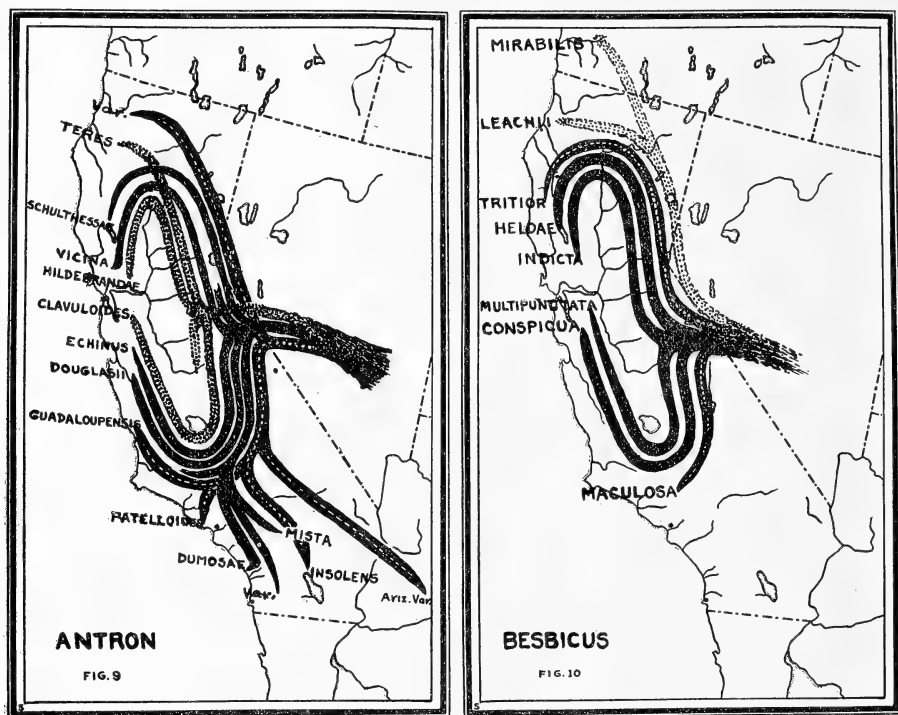 Var.
TERES
SCHULTHESSAE
VICINA
HILDEBRANDAE
CLAVULOIDES
ECHINUS
DOUGLASII
GUADALOUPENSIS
PATELLOIDES
DUMOSAE
Var.
MISTA
INSOLENS
Ariz. Var.
ANTRON
FIG. 9
S
MIRABILIS
LEACHII
TRITIOR
HELDAE
INDICTA
MULTIPUNCTATA
CONSPICUA
MACULOSA
BESBICUS
FIG. 10
S